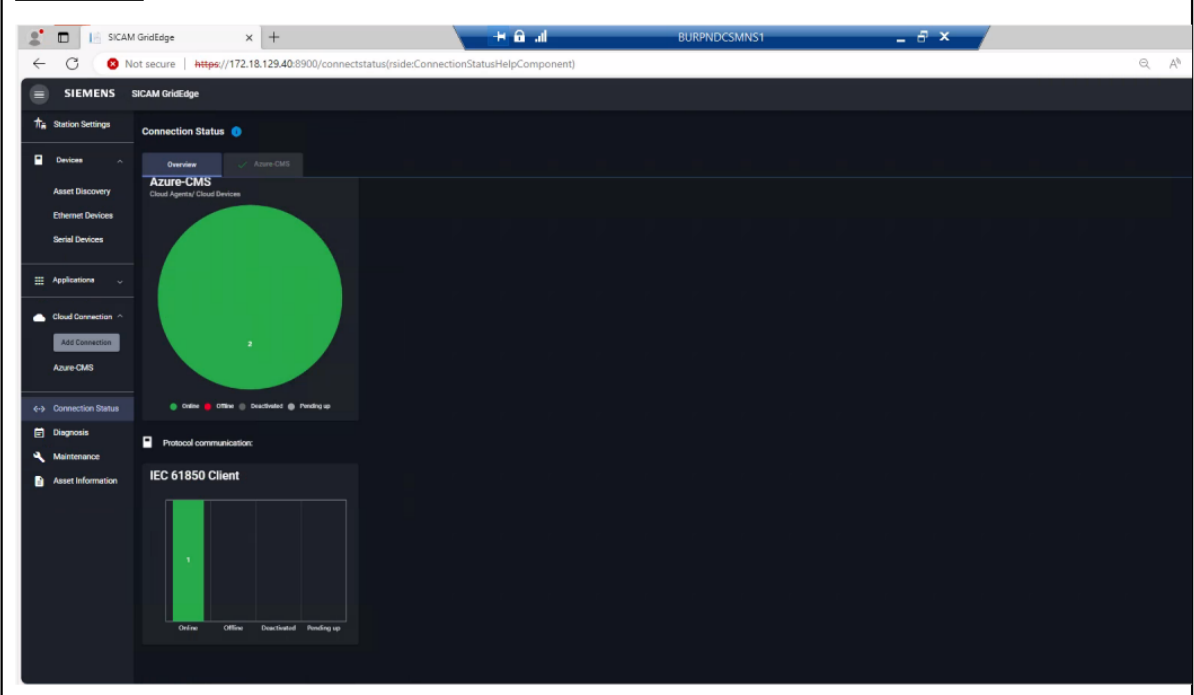 SICAM GridEdge
BURPNDCSMNS1
Not secure | https://172.18.129.40:8900/connectstatus(rside:ConnectionStatusHelpComponent)
SIEMENS SICAM GridEdge
Station Settings
Connection Status
Devices
Overview
Azure-CMS
Azure-CMS
Cloud Agents/ Cloud Devices
Asset Discovery
Ethernet Devices
Serial Devices
Applications
Cloud Connection
Add Connection
2
Azure-CMS
Connection Status
Online Offline Deactivated Pending up
Diagnosis
Protocol communication:
Maintenance
Asset Information
IEC 61850 Client
1
Online Offline Deactivated Pending up